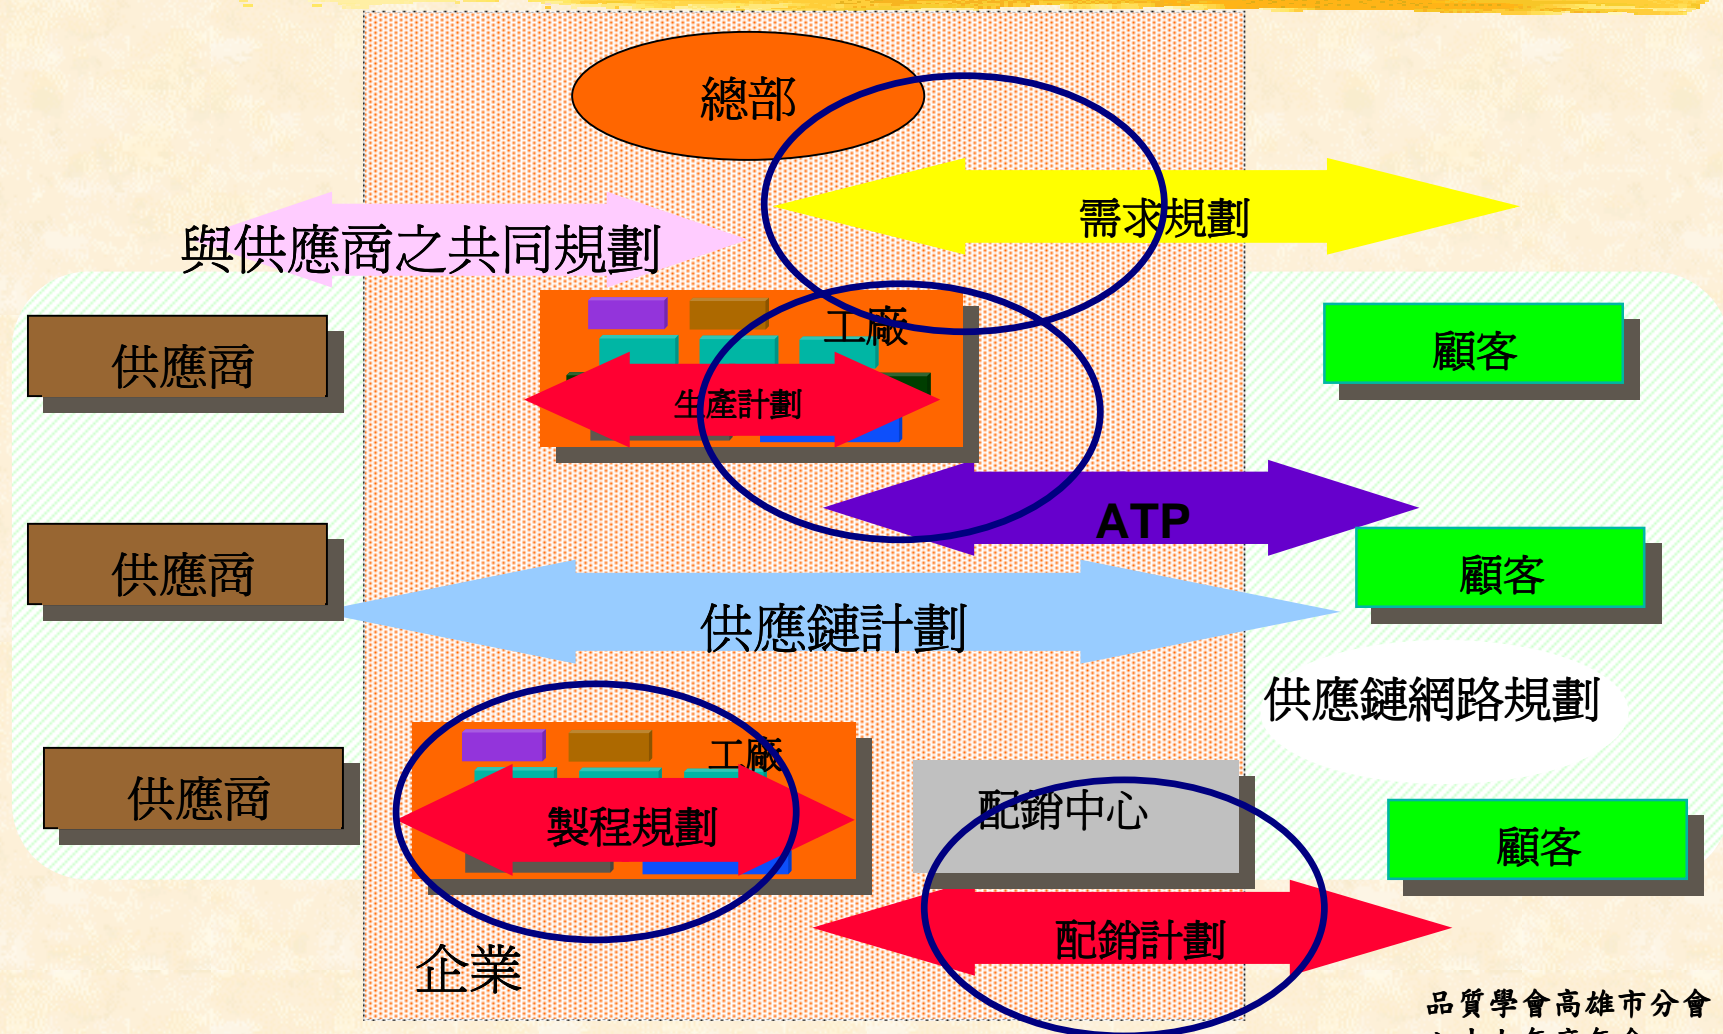 總部
需求規劃
與供應商之共同規劃
工廠
供應商
顧客
生產計劃
ATP
供應商
顧客
供應鏈計劃
供應鏈網路規劃
工廠
供應商
製程規劃
配銷中心
顧客
配銷計劃
企業
品質學會高雄市分會